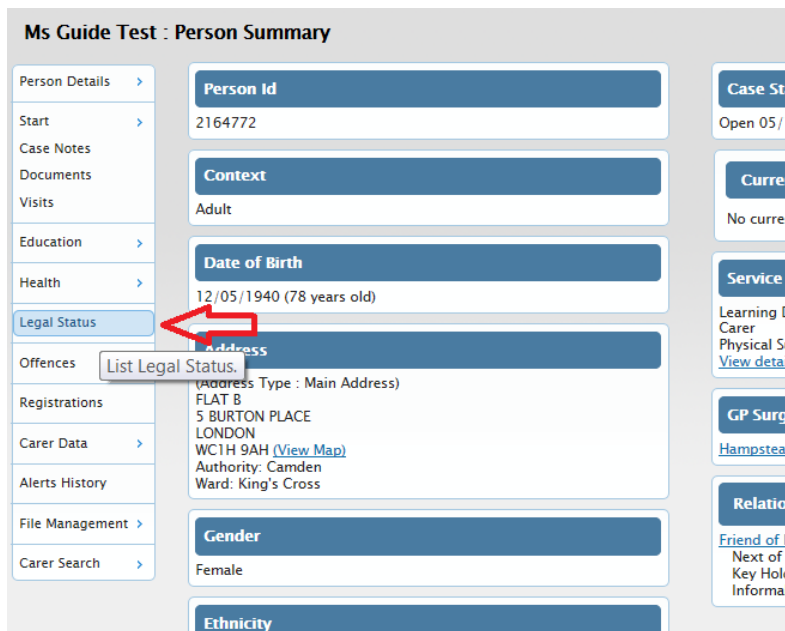 Ms Guide Test : Person Summary
Person Details
Start
Case Notes
Documents
Visits
Education
Health
Legal Status
List Legal Status.
Offences
Registrations
Carer Data
Alerts History
File Management
Carer Search
Person Id
2164772
Context
Adult
Date of Birth
12/05/1940 (78 years old)
Address
(Address Type : Main Address)
FLAT B
5 BURTON PLACE
LONDON
WC1H 9AH (View Map)
Authority: Camden
Ward: King's Cross
Gender
Female
Ethnicity
Case St
Open 05/
Curre
No curre
Service
Learning
Carer
Physical S
View deta
GP Surg
Hampstea
Relatio
Friend of
Next of
Key Hol
Informa